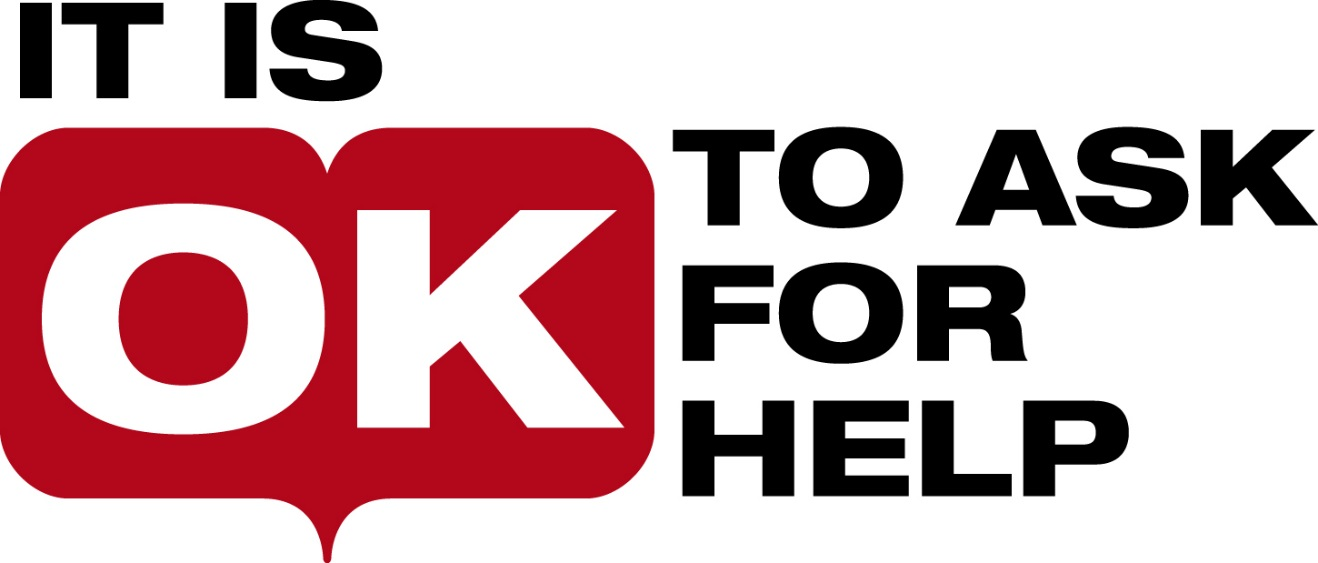 IT IS
OK
TO ASK
FOR
HELP